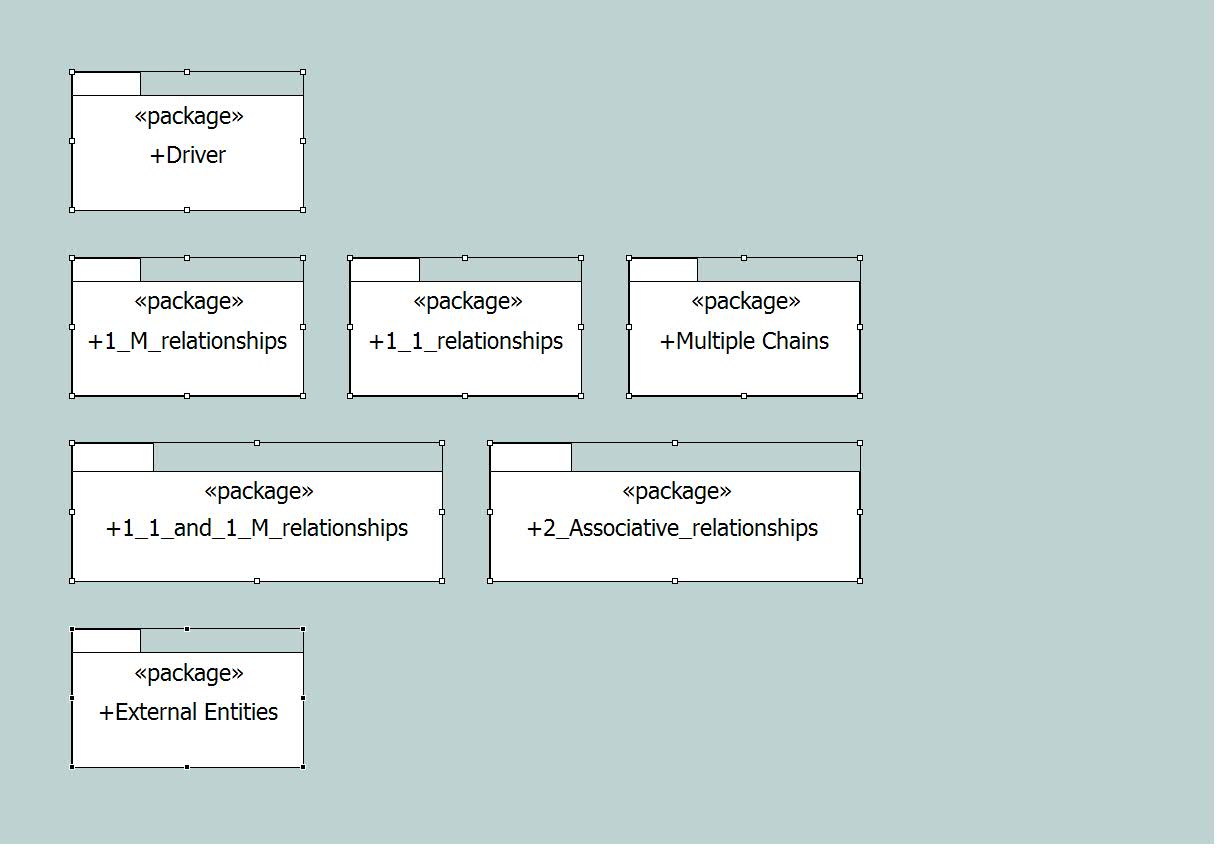 «package»
+Driver
«package»
+1_M_relationships
«package»
+1_1_relationships
«package»
+Multiple Chains
«package»
+1_1_and_1_M_relationships
«package»
+2_Associative_relationships
«package»
+External Entities